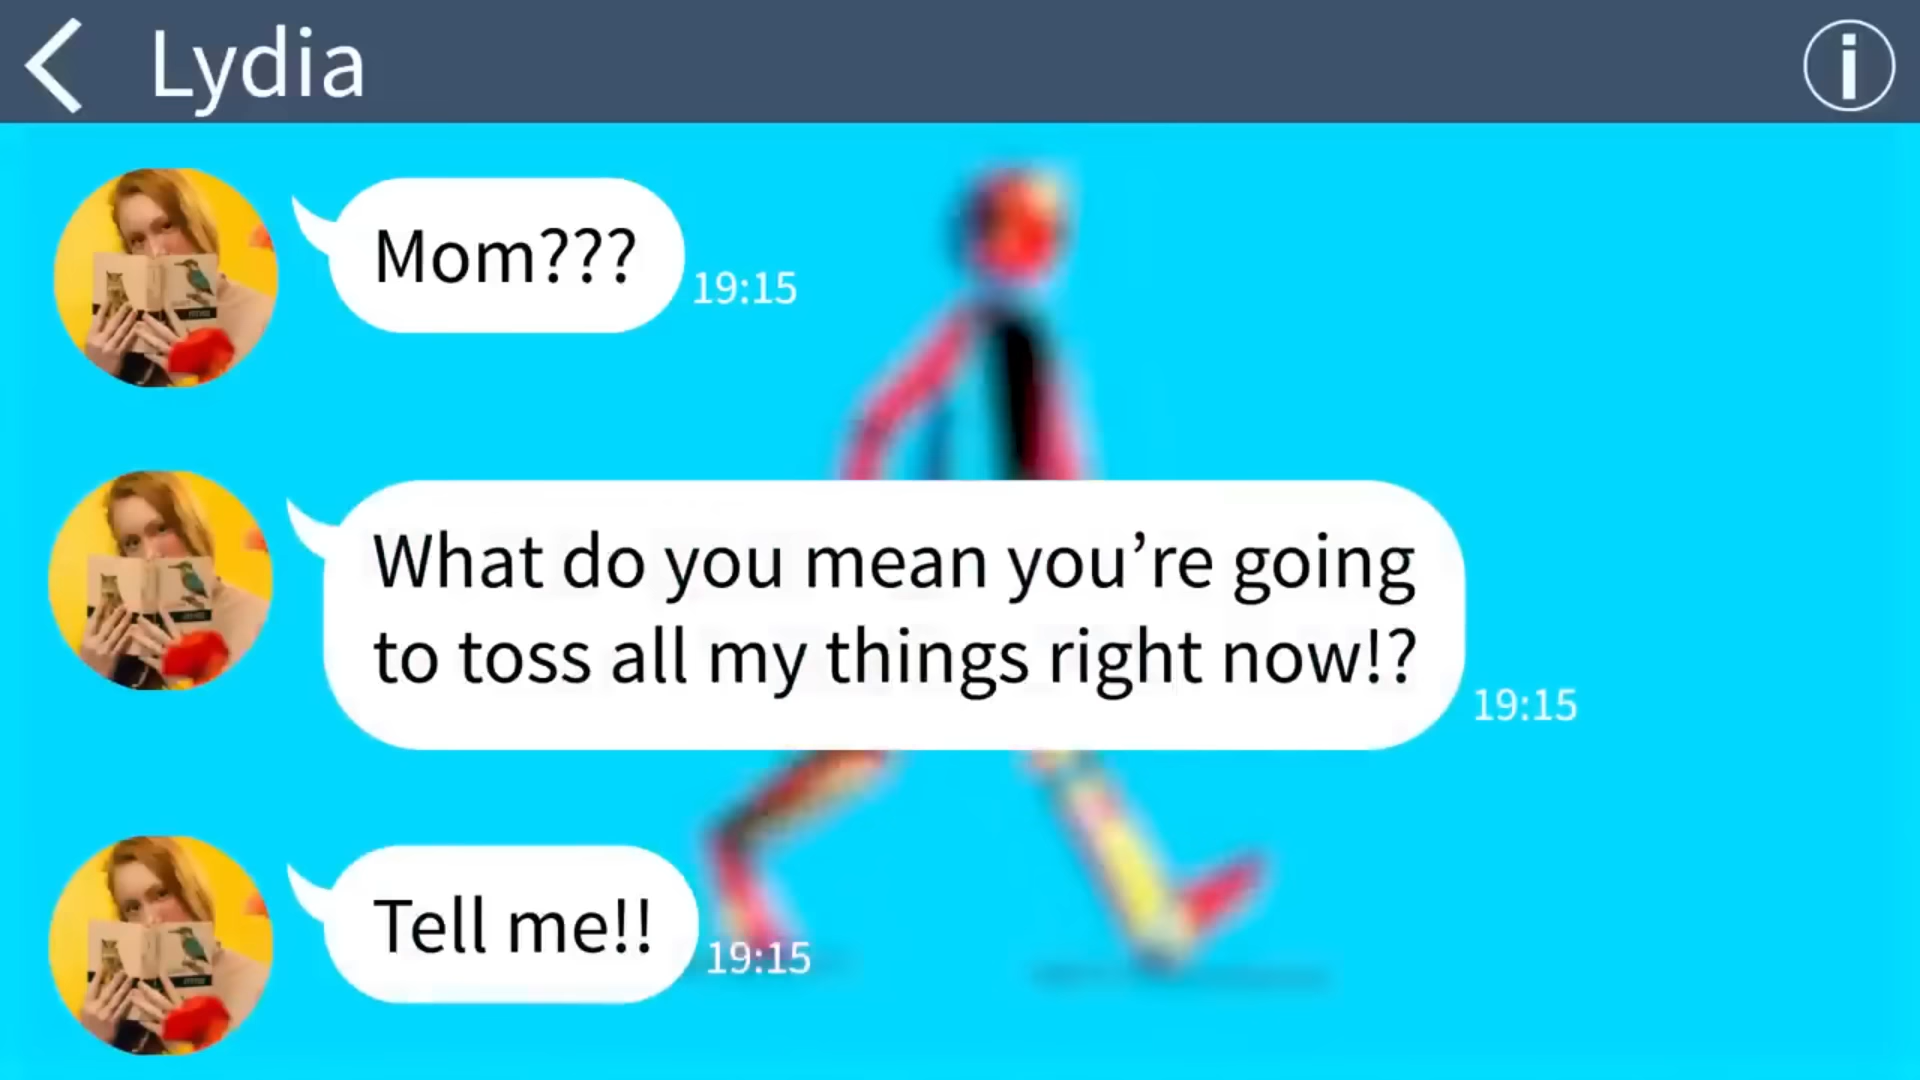 Lydia
Mom???
19:15
What do you mean you’re going
to toss all my things right now!?
19:15
Tell me!!
19:15